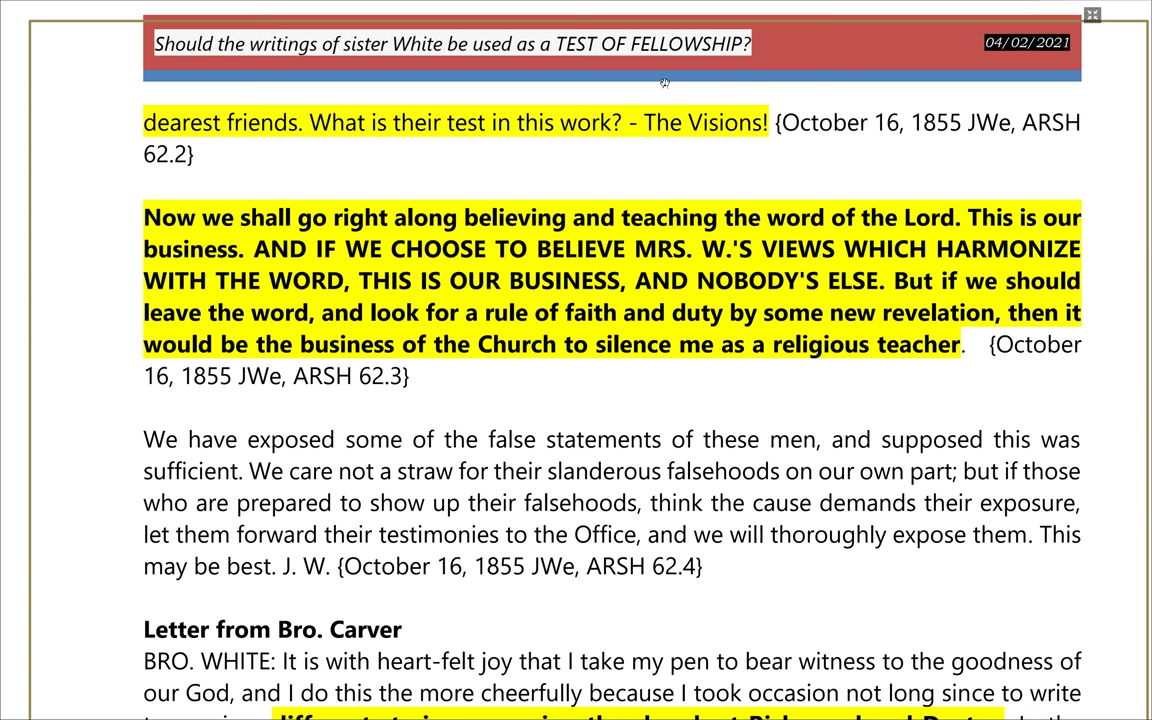 Should the writings of sister White be used as a TEST OF FELLOWSHIP?
04/02/2021
dearest friends. What is their test in this work? - The Visions! {October 16, 1855 JWe, ARSH
62.2}
Now we shall go right along believing and teaching the word of the Lord. This is our
business. AND IF WE CHOOSE TO BELIEVE MRS. W.'S VIEWS WHICH HARMONIZE
WITH THE WORD, THIS IS OUR BUSINESS, AND NOBODY'S ELSE. But if we should
leave the word, and look for a rule of faith and duty by some new revelation, then it
would be the business of the Church to silence me as a religious teacher. {October
16, 1855 JWe, ARSH 62.3}
We have exposed some of the false statements of these men, and supposed this was
sufficient. We care not a straw for their slanderous falsehoods on our own part; but if those
who are prepared to show up their falsehoods, think the cause demands their exposure,
let them forward their testimonies to the Office, and we will thoroughly expose them. This
may be best. J. W. {October 16, 1855 JWe, ARSH 62.4}
Letter from Bro. Carver
BRO. WHITE: It is with heart-felt joy that I take my pen to bear witness to the goodness of
our God, and I do this the more cheerfully because I took occasion not long since to write